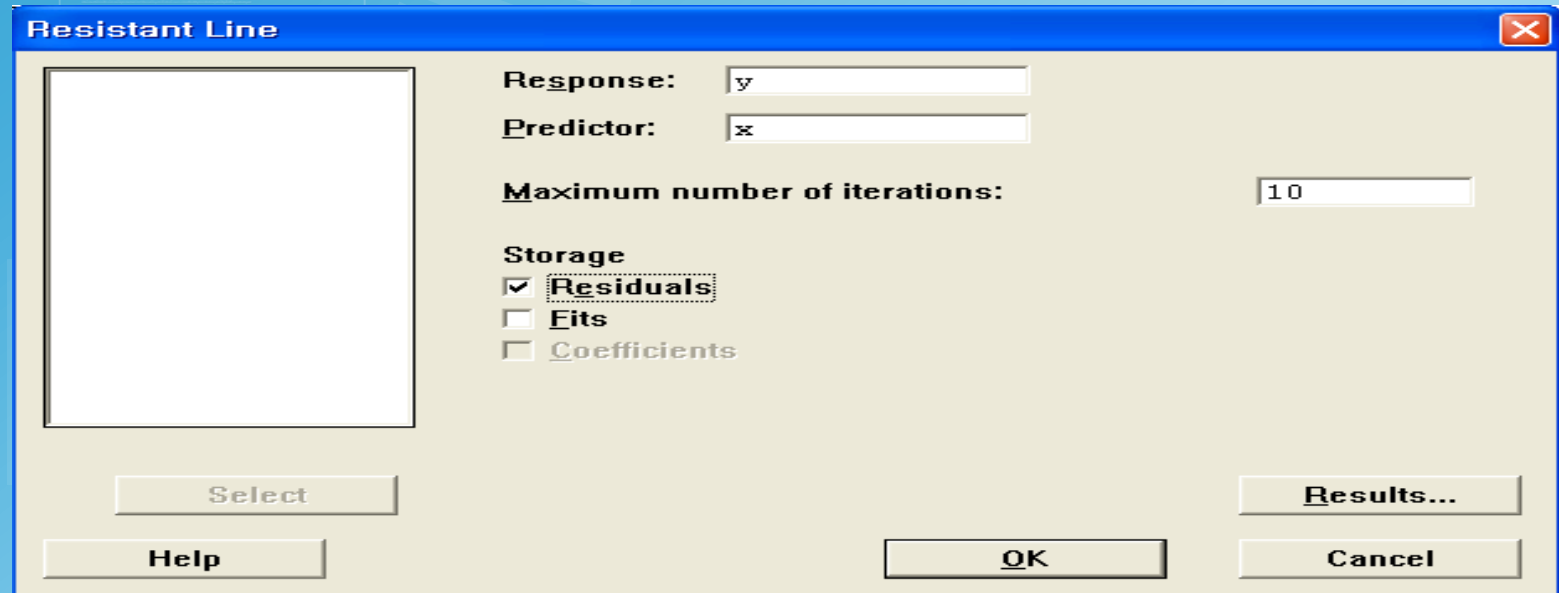 Resistant Line
Response: y
Predictor: x
Maximum number of iterations: 10
Storage
Residuals
Fits
Coefficients
Select
Results...
Help
OK
Cancel